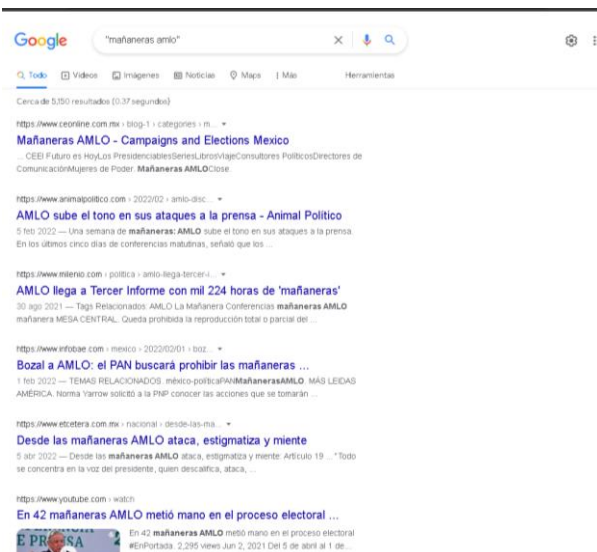 Google
"mañaneras amlo"
Todo Videos Imágenes Noticias Maps Más Herramientas
Cerca de 5,150 resultados (0.37 segundos)
https://www.ceonline.com.mx › blog-1 › categories › m...
Mañaneras AMLO - Campaigns and Elections Mexico
... CEEl Futuro es HoyLos PresidenciablesSeriesLibrosViajeConsultores PolíticosDirectores de
ComunicaciónMujeres de Poder. Mañaneras AMLOClose.
https://www.animalpolitico.com › 2022/02 › amlo-disc...
AMLO sube el tono en sus ataques a la prensa - Animal Político
5 feb 2022 — Una semana de mañaneras: AMLO sube el tono en sus ataques a la prensa.
En los últimos cinco días de conferencias matutinas, señaló que los ...
https://www.milenio.com › politica › amlo-llega-tercer-i...
AMLO llega a Tercer Informe con mil 224 horas de 'mañaneras'
30 ago 2021 — Tags Relacionados: AMLO La Mañanera Conferencias mañaneras AMLO
mañanera MESA CENTRAL. Queda prohibida la reproducción total o parcial del ...
https://www.infobae.com › mexico › 2022/02/01 › boz...
Bozal a AMLO: el PAN buscará prohibir las mañaneras ...
1 feb 2022 — TEMAS RELACIONADOS. méxico-políticaPANMañanerasAMLO. MÁS LEIDAS
AMÉRICA. Norma Yarrow solicitó a la PNP conocer las acciones que se tomarán ...
https://www.etcetera.com.mx › nacional › desde-las-ma...
Desde las mañaneras AMLO ataca, estigmatiza y miente
5 abr 2022 — Desde las mañaneras AMLO ataca, estigmatiza y miente: Artículo 19 ... "Todo
se concentra en la voz del presidente, quien descalifica, ataca, ...
https://www.youtube.com › watch
En 42 mañaneras AMLO metió mano en el proceso electoral ...
En 42 mañaneras AMLO metió mano en el proceso electoral
#EnPortada. 2,295 views Jun 2, 2021 Del 5 de abril al 1 de...